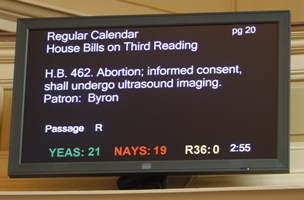 Regular Calendar pg 20
House Bills on Third Reading
H.B. 462. Abortion; informed consent,
shall undergo ultrasound imaging.
Patron: Byron
Passage R
YEAS: 21 NAYS: 19 R36: 0 2:55